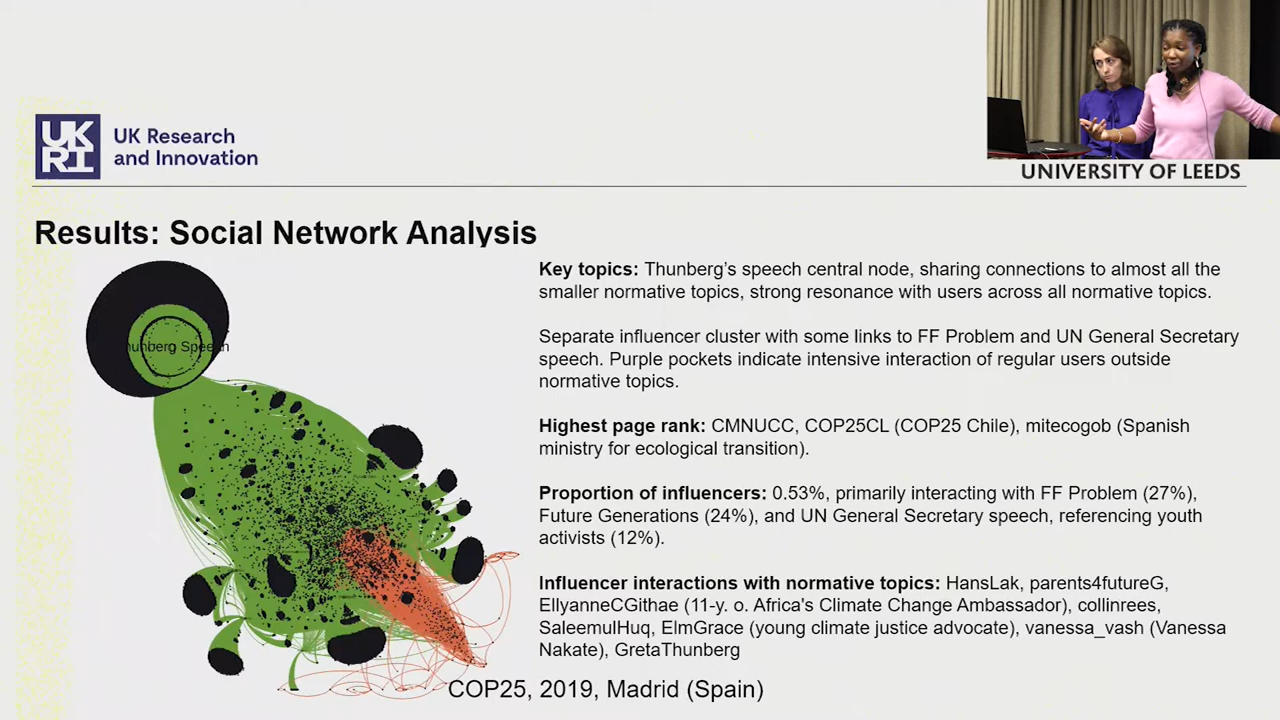 UK
RI
UK Research
and Innovation
UNIVERSITY OF LEEDS
Results: Social Network Analysis
Speech
Key topics: Thunberg's speech central node, sharing connections to almost all the
smaller normative topics, strong resonance with users across all normative topics.
Separate influencer cluster with some links to FF Problem and UN General Secretary
speech. Purple pockets indicate intensive interaction of regular users outside
normative topics.
Highest page rank: CMNUCC, COP25CL (COP25 Chile), mitecogob (Spanish
ministry for ecological transition).
Proportion of influencers: 0.53%, primarily interacting with FF Problem (27%),
Future Generations (24%), and UN General Secretary speech, referencing youth
activists (12%).
Influencer interactions with normative topics: HansLak, parents4futureG,
EllyanneCGithae (11-y. o. Africa's Climate Change Ambassador), collinrees,
SaleemulHuq, ElmGrace (young climate justice advocate), vanessa_vash (Vanessa
Nakate), GretaThunberg
COP25, 2019, Madrid (Spain)